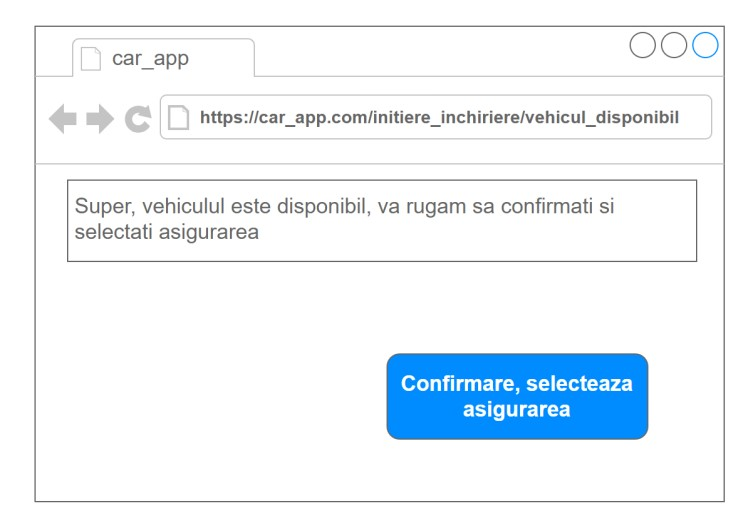 car_app
https://car_app.com/initiere_inchiriere/vehicul_disponibil
Super, vehiculul este disponibil, va rugam sa confirmati si
selectati asigurarea
Confirmare, selecteaza
asigurarea